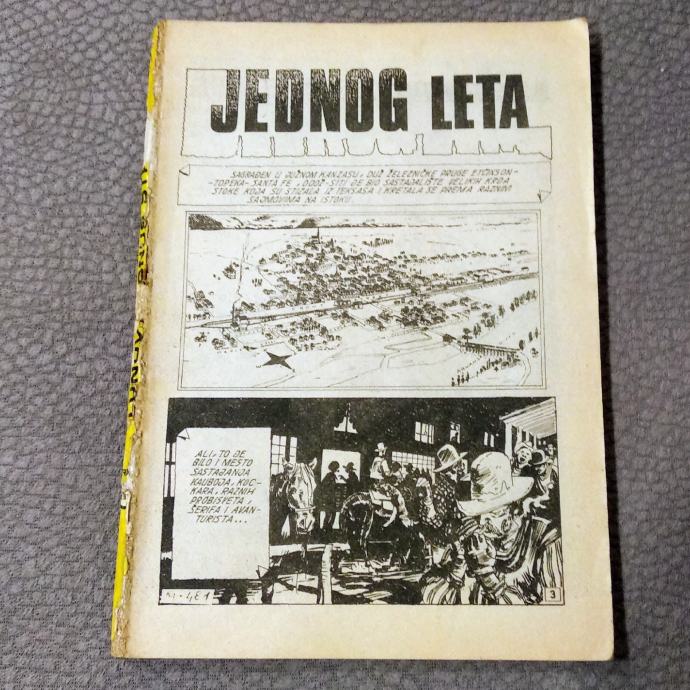 JEDNOG LETA
SAGRAĐEN U JUŽNOM KANZASU, DUŽ ŽELEZNIČKE PRUGE ETČINSON-
-TOPEKA-SANTA FE, DODŽ-SITI JE BIO SASTAJALIŠTE VELIKIH KRDA
STOKE KOJA SU STIZALA IZ TEKSASA I KRETALA SE PREMA RAZNIM
SAJMOVIMA NA ISTOKU.
ALI, TO JE
BILO I MESTO
SASTAJANJA
KAUBOJA, KOC-
KARA, RAZNIH
PROBISVETA,
ŠERIFA I AVAN-
TURISTA...
3